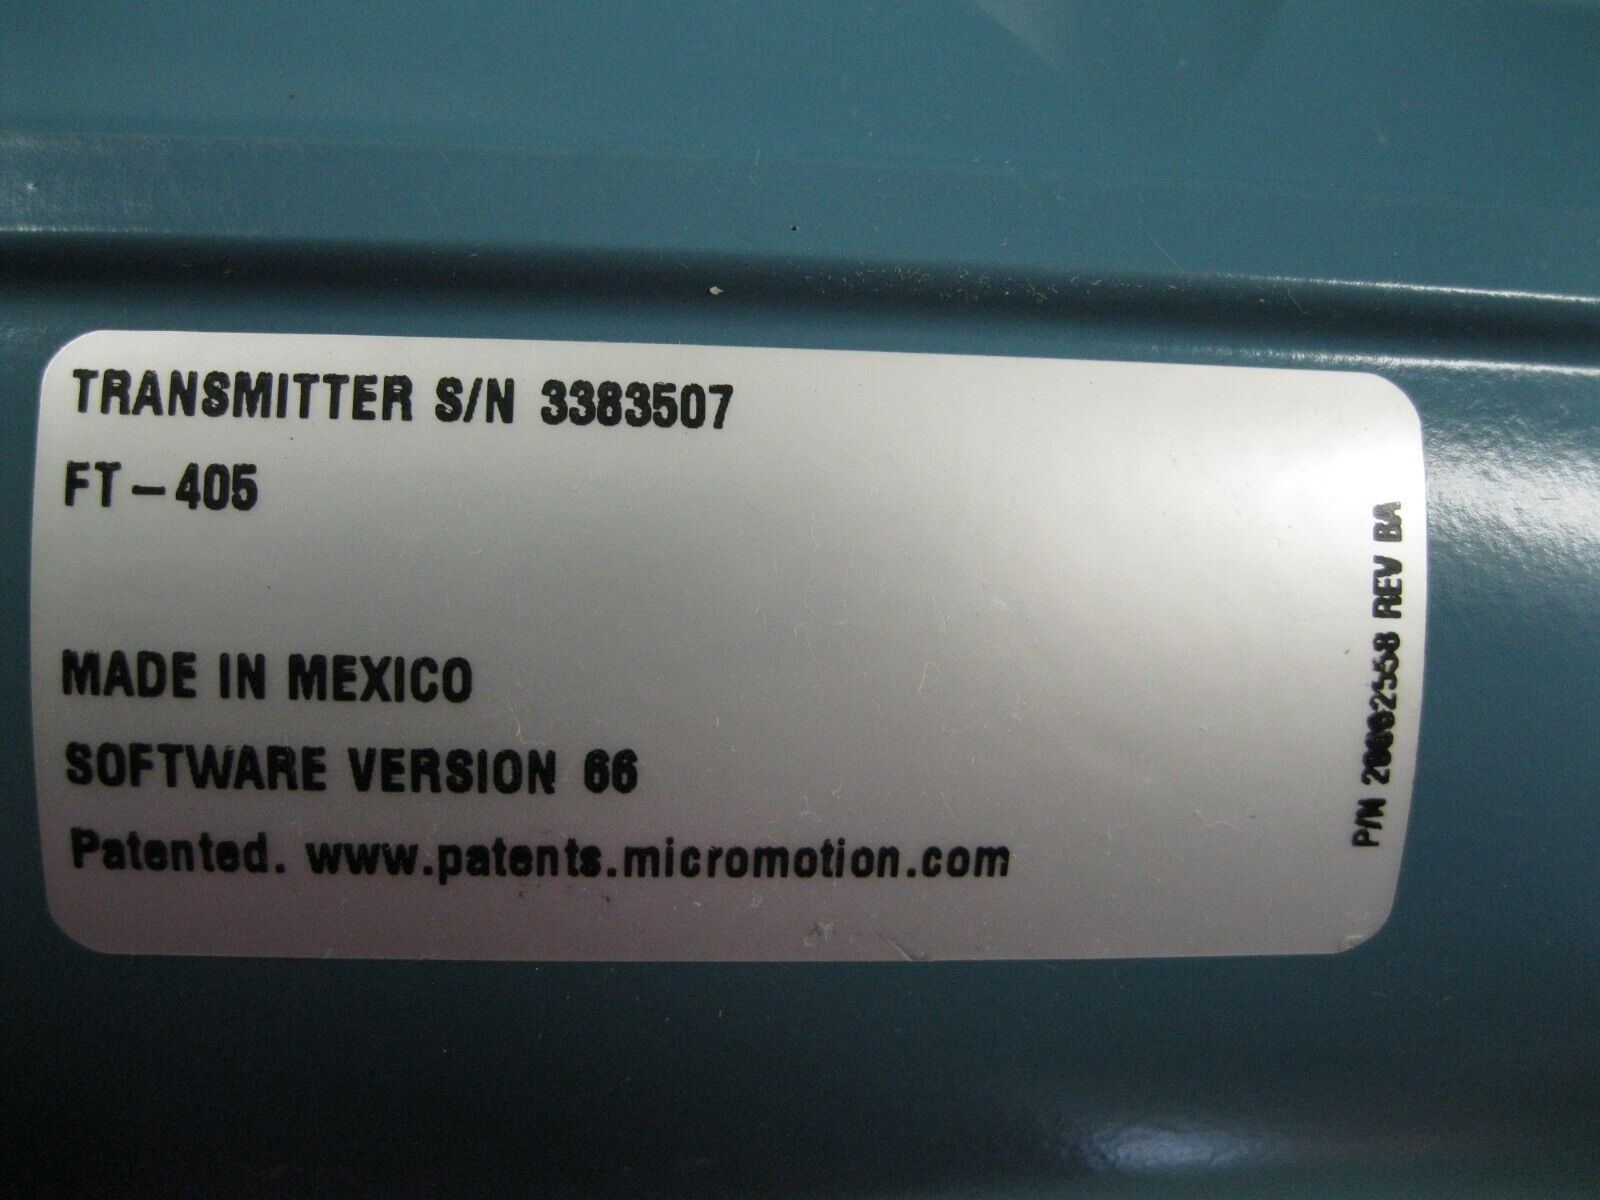 TRANSMITTER S/N 3383507
FT-405
MADE IN MEXICO
SOFTWARE VERSION 66
Patented. www.patents.micromotion.com
P/N REV BA